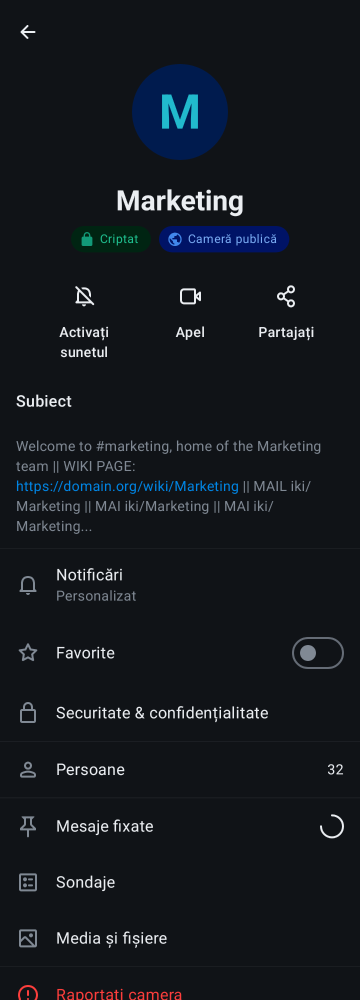 M
Marketing
Criptat
Cameră publică
Activați
sunetul
Apel
Partajați
Subiect
Welcome to #marketing, home of the Marketing
team || WIKI PAGE:
https://domain.org/wiki/Marketing || MAIL iki/
Marketing || MAI iki/Marketing || MAI iki/
Marketing...
Notificări
Personalizat
Favorite
Securitate & confidențialitate
Persoane
32
Mesaje fixate
Sondaje
Media și fișiere
Raportați camera